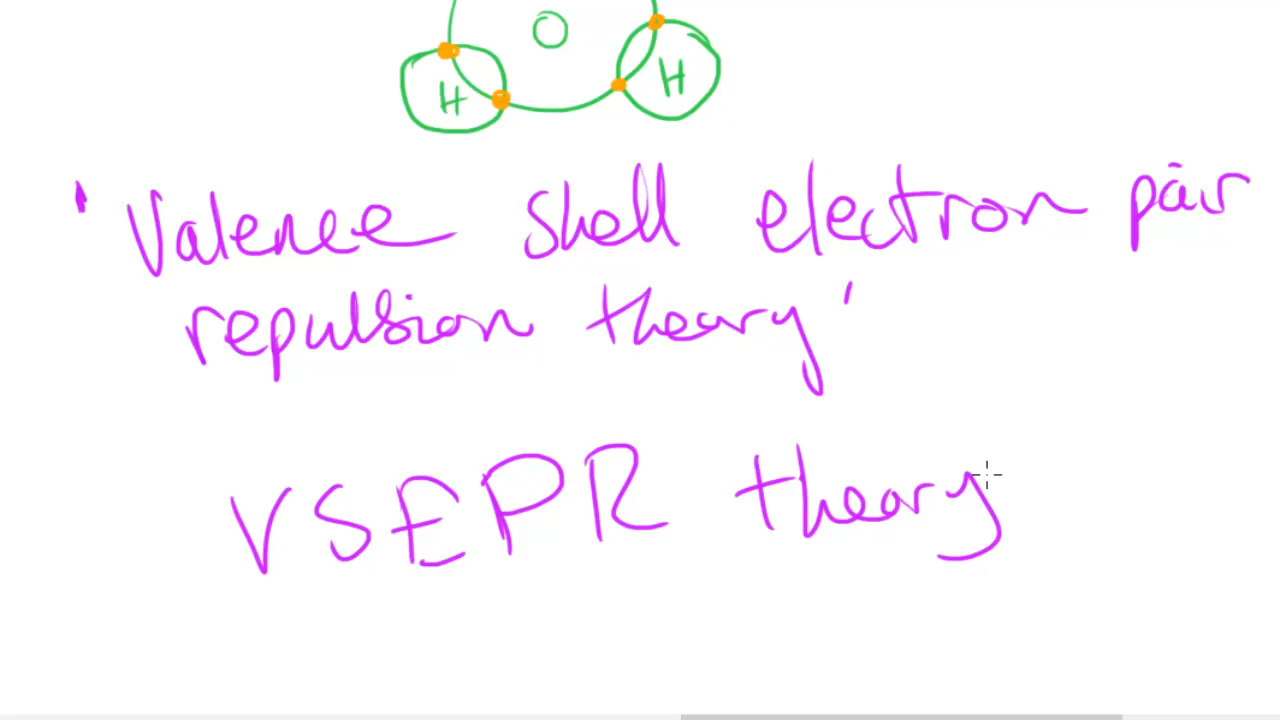 O
H H
'Valence shell electron pair
repulsion theory'
VSEPR theory